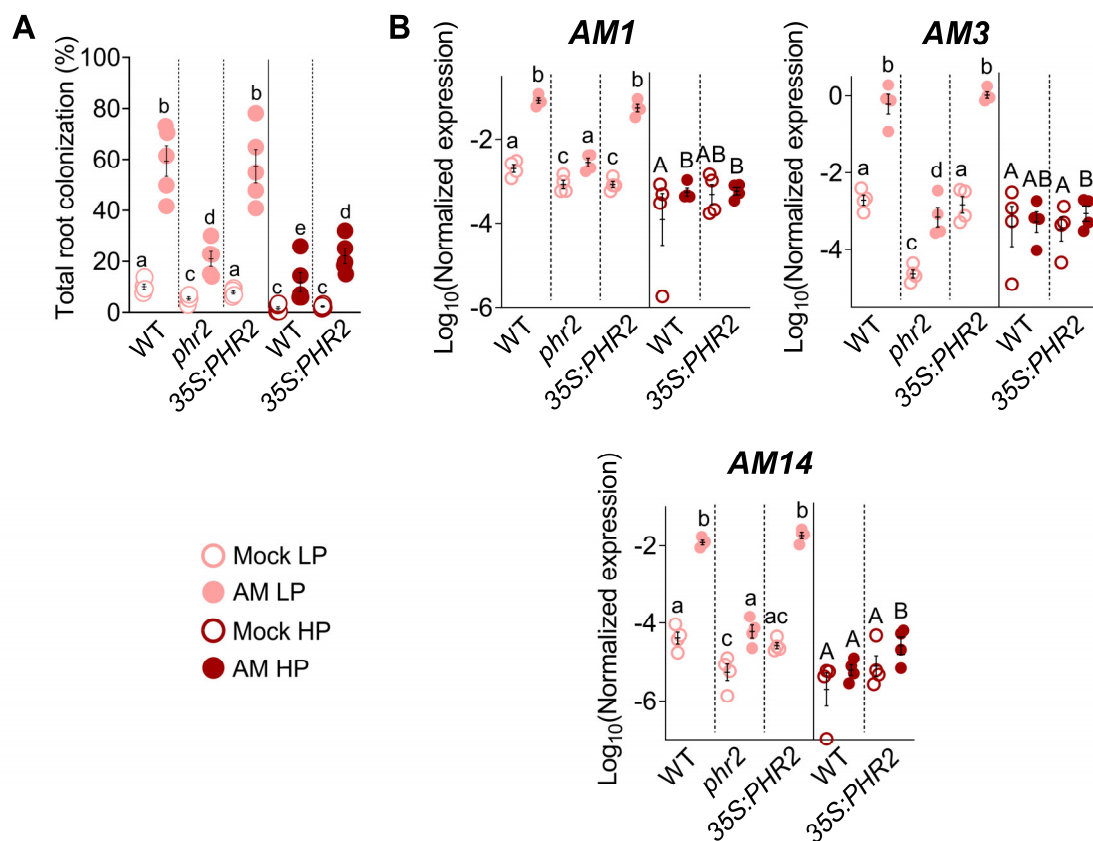 A
Total root colonization (%)
100
80
60
40
20
0
a
b
c
d
a
b
c
e
c
d
WT
phr2
35S:PHR2
WT
35S:PHR2
B
AM1
Log10(Normalized expression)
-2
-4
-6
a
b
c
a
c
b
A
B
AB
B
WT
phr2
35S:PHR2
WT
35S:PHR2
AM3
Log10(Normalized expression)
0
-2
-4
a
b
c
d
a
b
A
AB
A
B
WT
phr2
35S:PHR2
WT
35S:PHR2
AM14
Log10(Normalized expression)
-2
-4
-6
a
b
c
a
ac
b
A
A
A
B
WT
phr2
35S:PHR2
WT
35S:PHR2
Mock LP
AM LP
Mock HP
AM HP